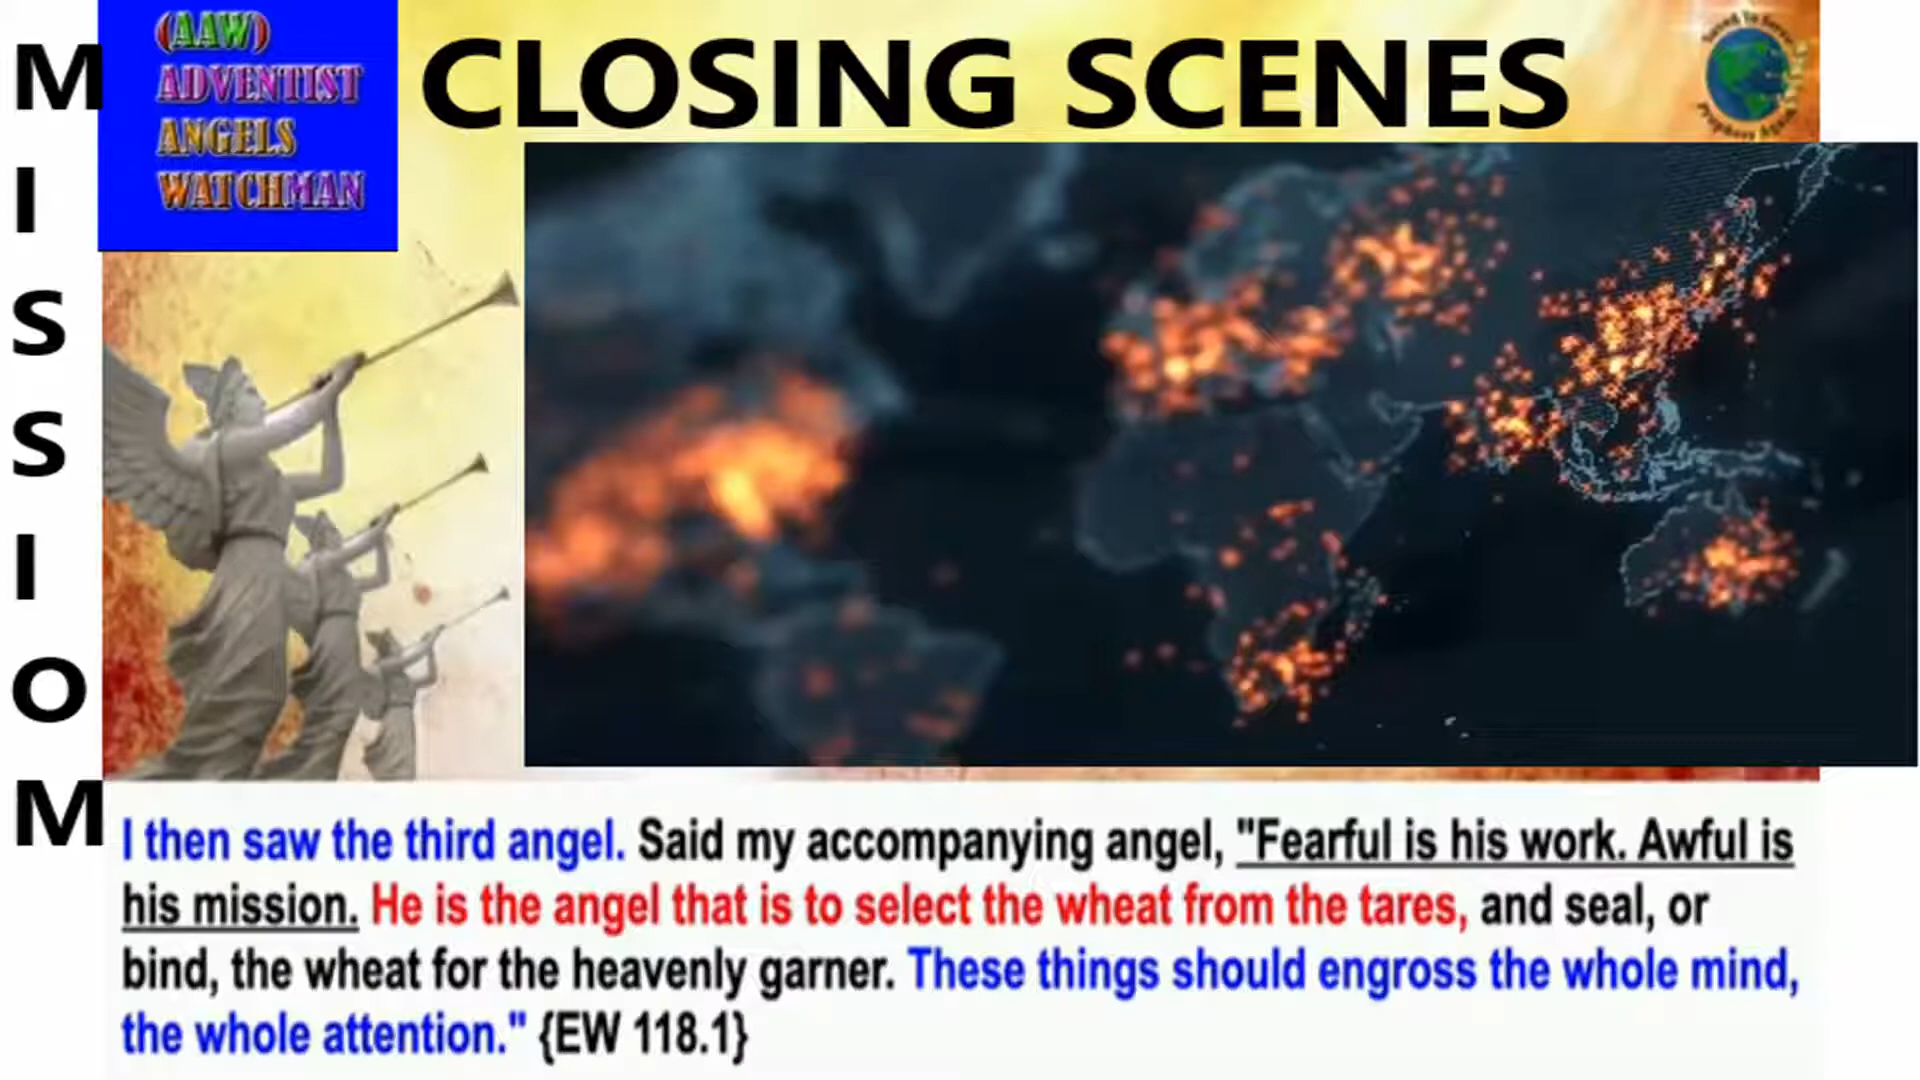 (AAW)
ADVENTIST
ANGELS
WATCHMAN
CLOSING SCENES
M
I
S
S
I
O
M
I then saw the third angel. Said my accompanying angel, "Fearful is his work. Awful is
his mission. He is the angel that is to select the wheat from the tares, and seal, or
bind, the wheat for the heavenly garner. These things should engross the whole mind,
the whole attention." {EW 118.1}